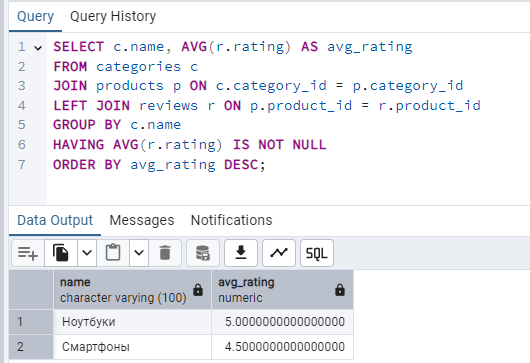 Query Query History
1 SELECT c.name, AVG(r.rating) AS avg_rating
2 FROM categories c
3 JOIN products p ON c.category_id = p.category_id
4 LEFT JOIN reviews r ON p.product_id = r.product_id
5 GROUP BY c.name
6 HAVING AVG(r.rating) IS NOT NULL
7 ORDER BY avg_rating DESC;
Data Output Messages Notifications
SQL
name avg_rating
character varying (100) numeric
1 Ноутбуки 5.0000000000000000
2 Смартфоны 4.5000000000000000